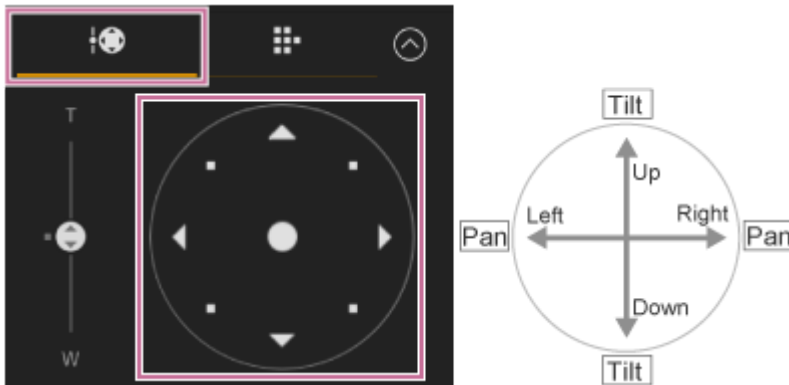 T
W
Tilt
Up
Left
Right
Pan
Pan
Down
Tilt